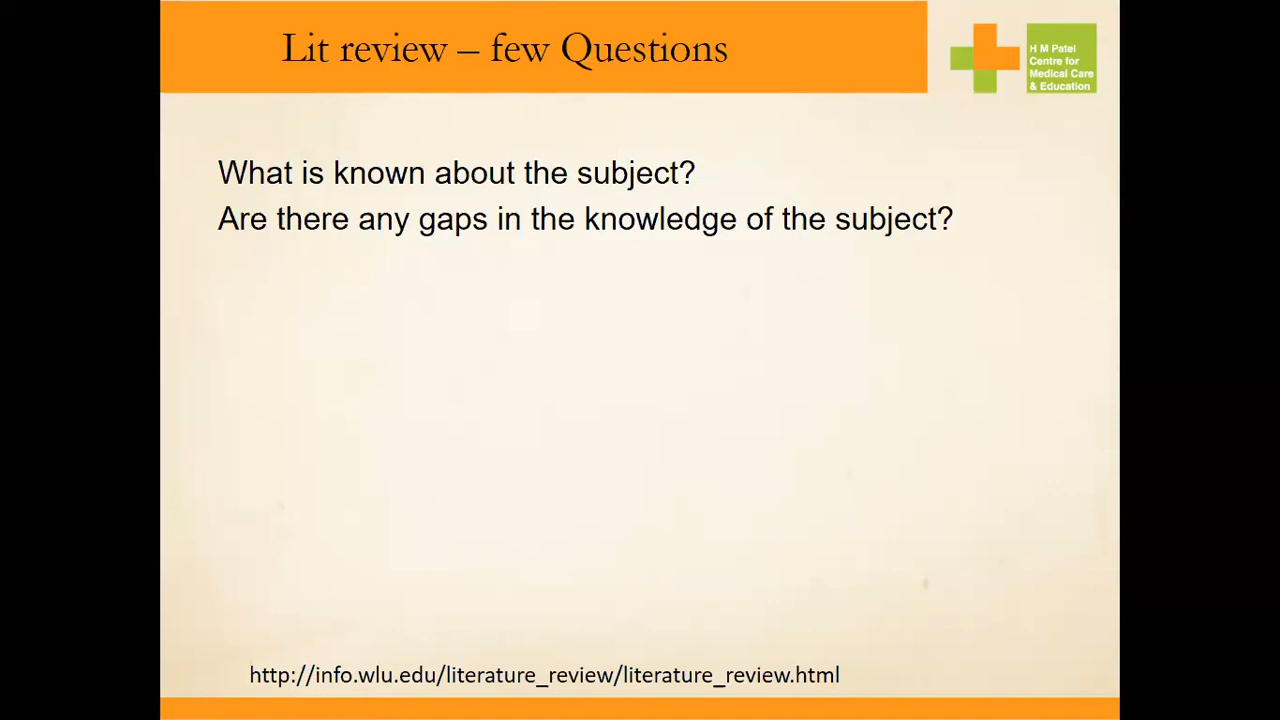 Lit review – few Questions
H M Patel
Centre for
Medical Care
& Education
What is known about the subject?
Are there any gaps in the knowledge of the subject?
http://info.wlu.edu/literature_review/literature_review.html